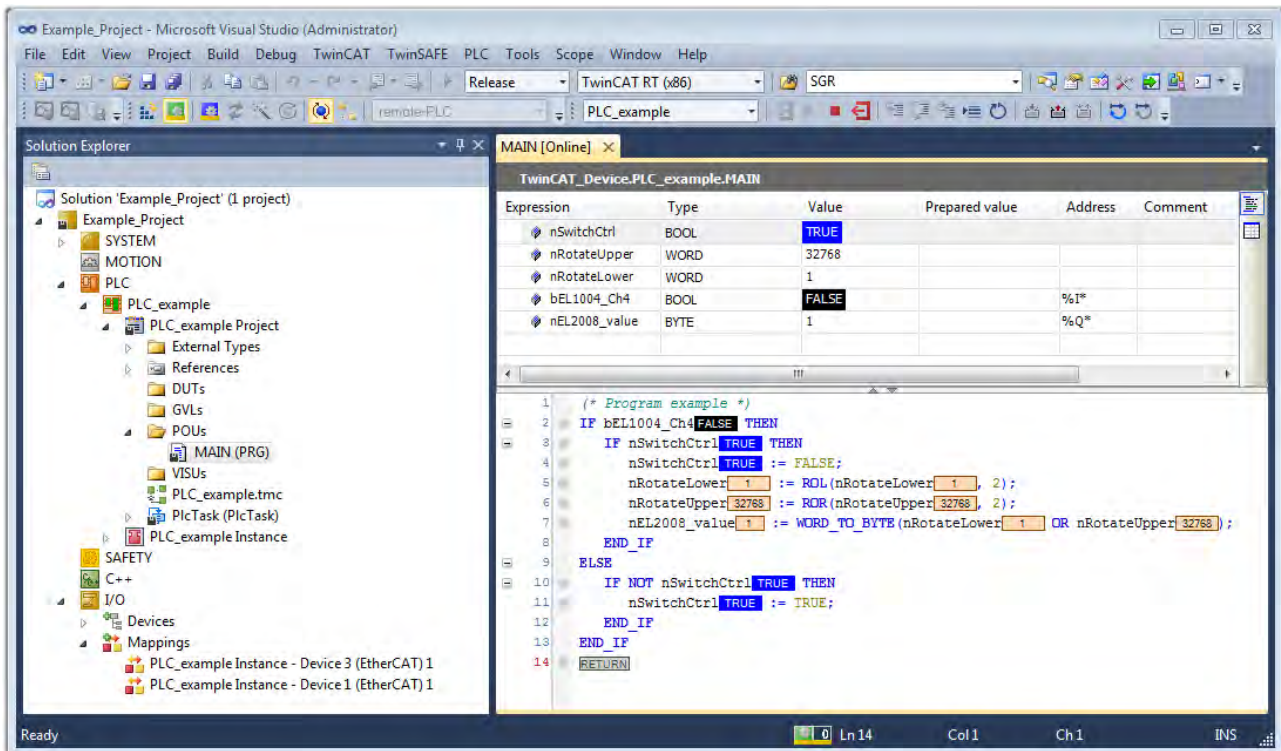 Example_Project - Microsoft Visual Studio (Administrator)
File Edit View Project Build Debug TwinCAT TwinSAFE PLC Tools Scope Window Help
Release TwinCAT RT (x86) SGR
remote-PLC PLC_example
Solution Explorer
Solution 'Example_Project' (1 project)
Example_Project
SYSTEM
MOTION
PLC
PLC_example
PLC_example Project
External Types
References
DUTs
GVLs
POUs
MAIN (PRG)
VISUs
PLC_example.tmc
PlcTask (PlcTask)
PLC_example Instance
SAFETY
C++
I/O
Devices
Mappings
PLC_example Instance - Device 3 (EtherCAT) 1
PLC_example Instance - Device 1 (EtherCAT) 1
MAIN [Online]
TwinCAT_Device.PLC_example.MAIN
Expression Type Value Prepared value Address Comment
nSwitchCtrl BOOL TRUE
nRotateUpper WORD 32768
nRotateLower WORD 1
bEL1004_Ch4 BOOL FALSE %I*
nEL2008_value BYTE 1 %Q*
1 (* Program example *)
2 IF bEL1004_Ch4 FALSE THEN
3 IF nSwitchCtrl TRUE THEN
4 nSwitchCtrl TRUE := FALSE;
5 nRotateLower 1 := ROL(nRotateLower 1 , 2);
6 nRotateUpper 32768 := ROR(nRotateUpper 32768 , 2);
7 nEL2008_value 1 := WORD_TO_BYTE(nRotateLower 1 OR nRotateUpper 32768 );
8 END_IF
9 ELSE
10 IF NOT nSwitchCtrl TRUE THEN
11 nSwitchCtrl TRUE := TRUE;
12 END_IF
13 END_IF
14 RETURN
Ready 0 Ln 14 Col 1 Ch 1 INS